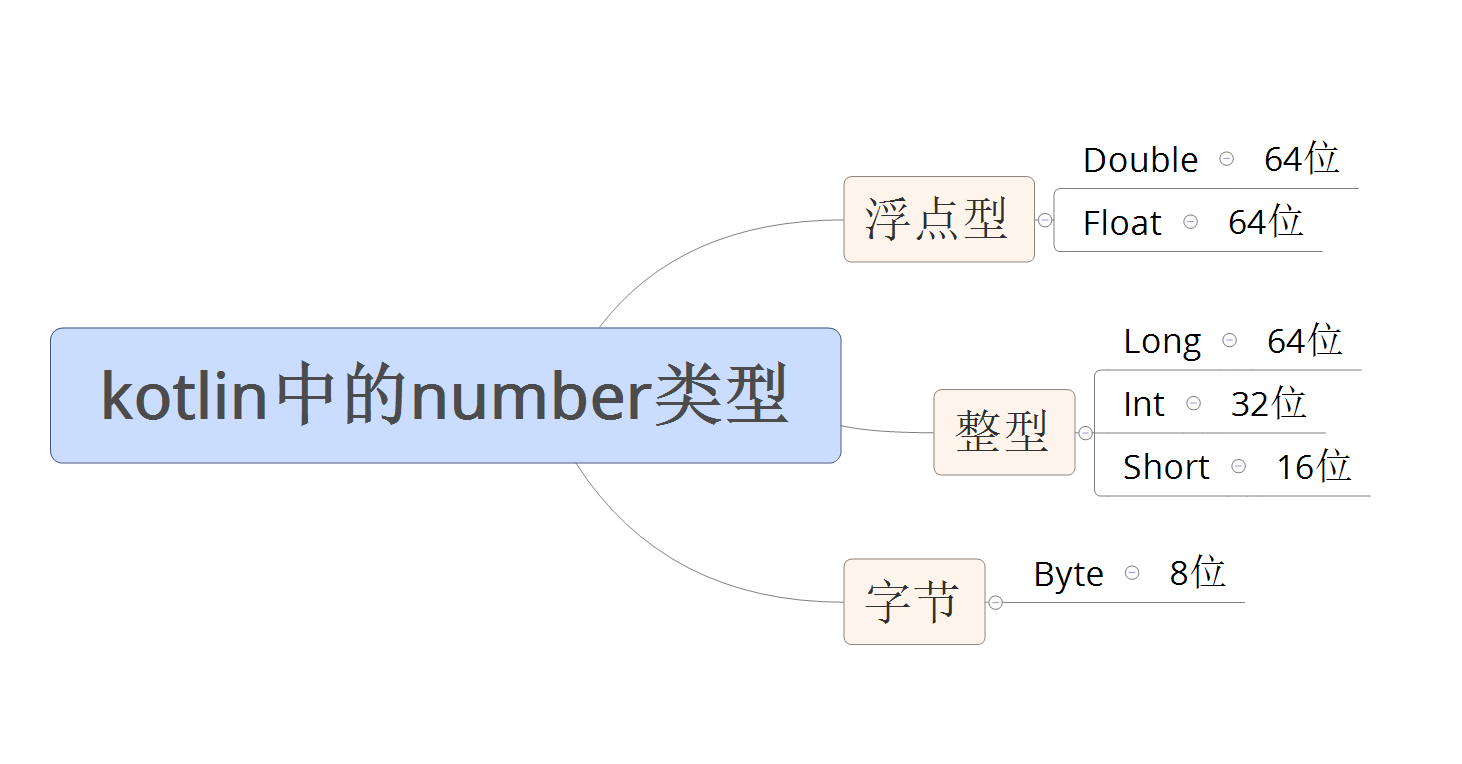 kotlin中的number类型
浮点型
Double 64位
Float 64位
整型
Long 64位
Int 32位
Short 16位
字节
Byte 8位